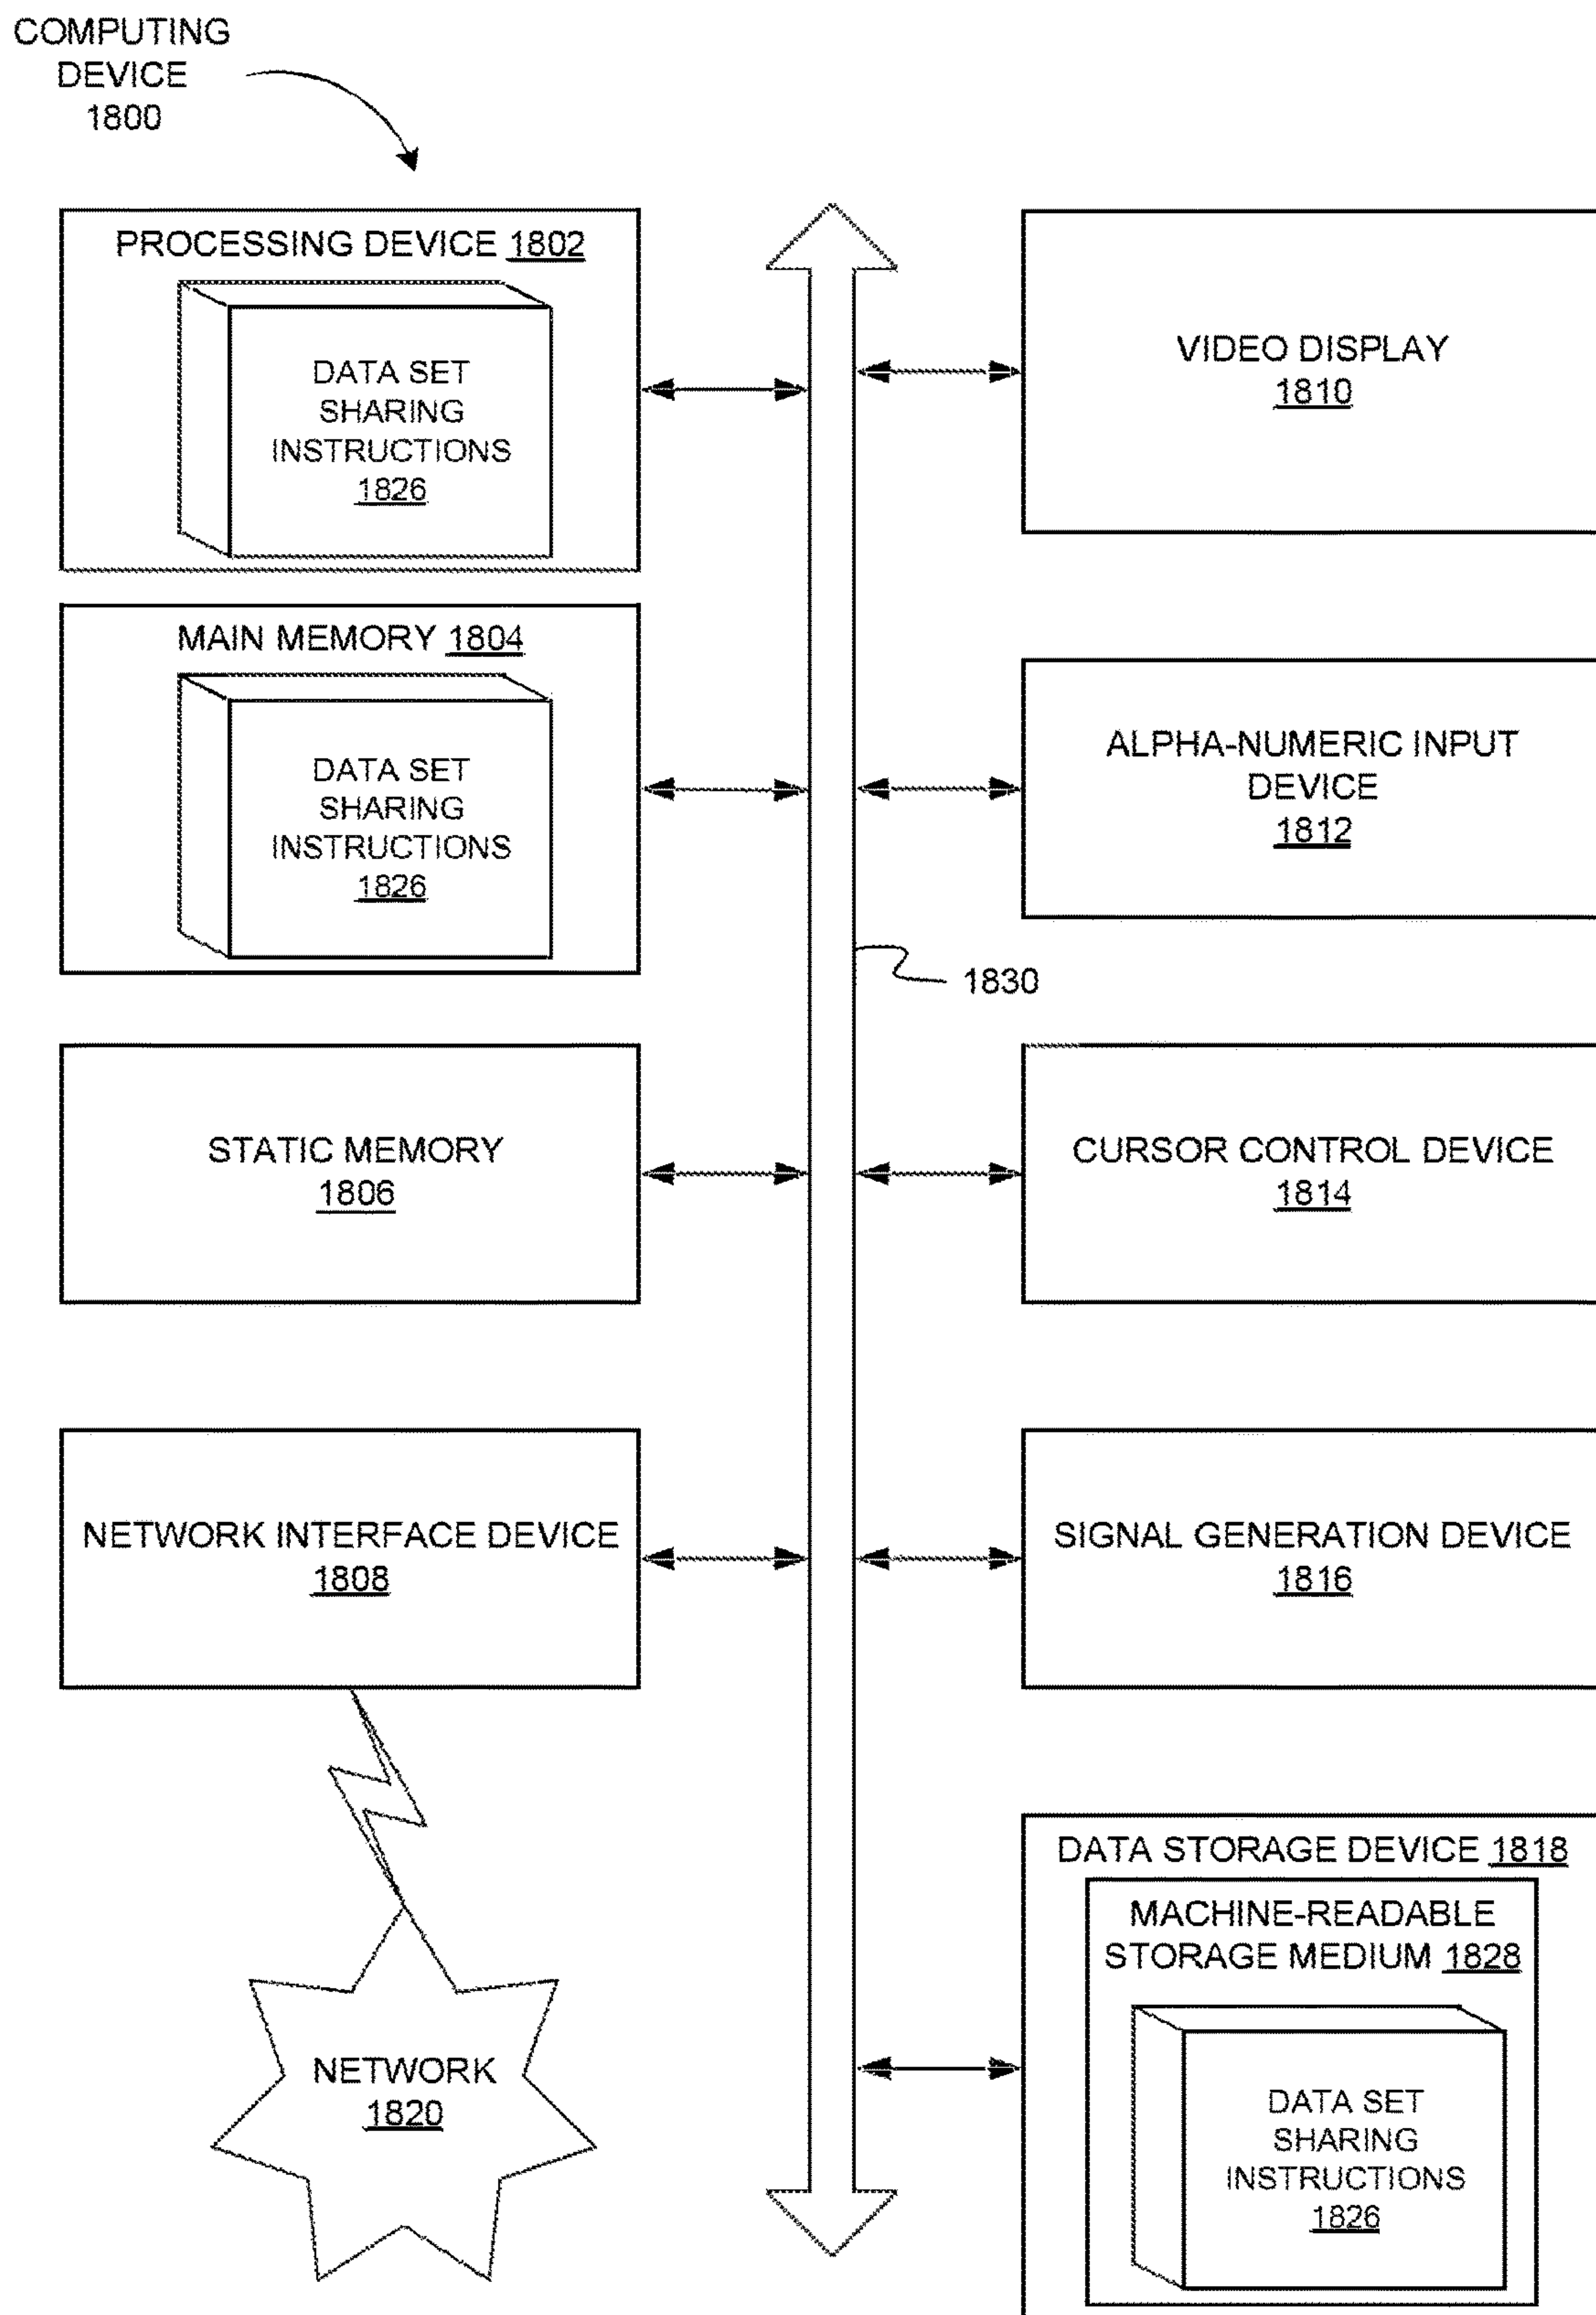 COMPUTING
DEVICE
1800
PROCESSING DEVICE 1802
DATA SET
SHARING
INSTRUCTIONS
1826
MAIN MEMORY 1804
DATA SET
SHARING
INSTRUCTIONS
1826
STATIC MEMORY
1806
NETWORK INTERFACE DEVICE
1808
NETWORK
1820
1830
VIDEO DISPLAY
1810
ALPHA-NUMERIC INPUT
DEVICE
1812
CURSOR CONTROL DEVICE
1814
SIGNAL GENERATION DEVICE
1816
DATA STORAGE DEVICE 1818
MACHINE-READABLE
STORAGE MEDIUM 1828
DATA SET
SHARING
INSTRUCTIONS
1826